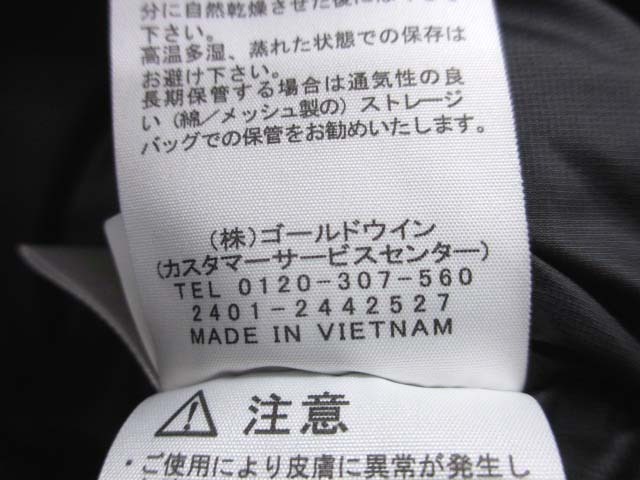 分に自然乾燥させた後には
下さい。
高温多湿、蒸れた状態での保存は
お避け下さい。
長期保管する場合は通気性の良
い（綿／メッシュ製の）ストレージ
バッグでの保管をお勧めいたします。
（株）ゴールドウイン
（カスタマーサービスセンター）
TEL 0120-307-560
2401-2442527
MADE IN VIETNAM
注意
・ご使用により皮膚に異常が発生し